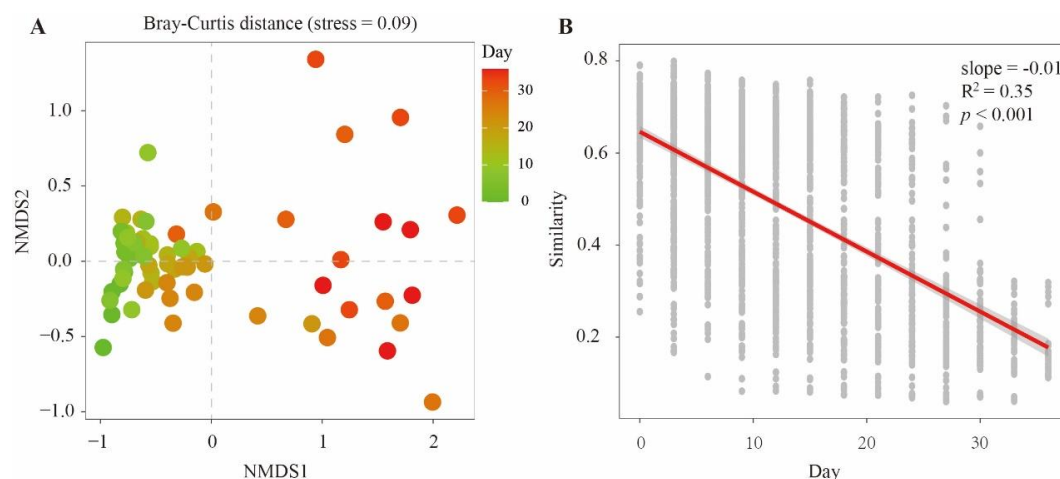 A
Bray-Curtis distance (stress = 0.09)
Day
30
20
10
0
1.0
0.5
0.0
−0.5
−1.0
NMDS2
−1
0
1
2
NMDS1
B
slope = -0.01
R² = 0.35
p < 0.001
0.8
0.6
0.4
0.2
Similarity
0
10
20
30
Day